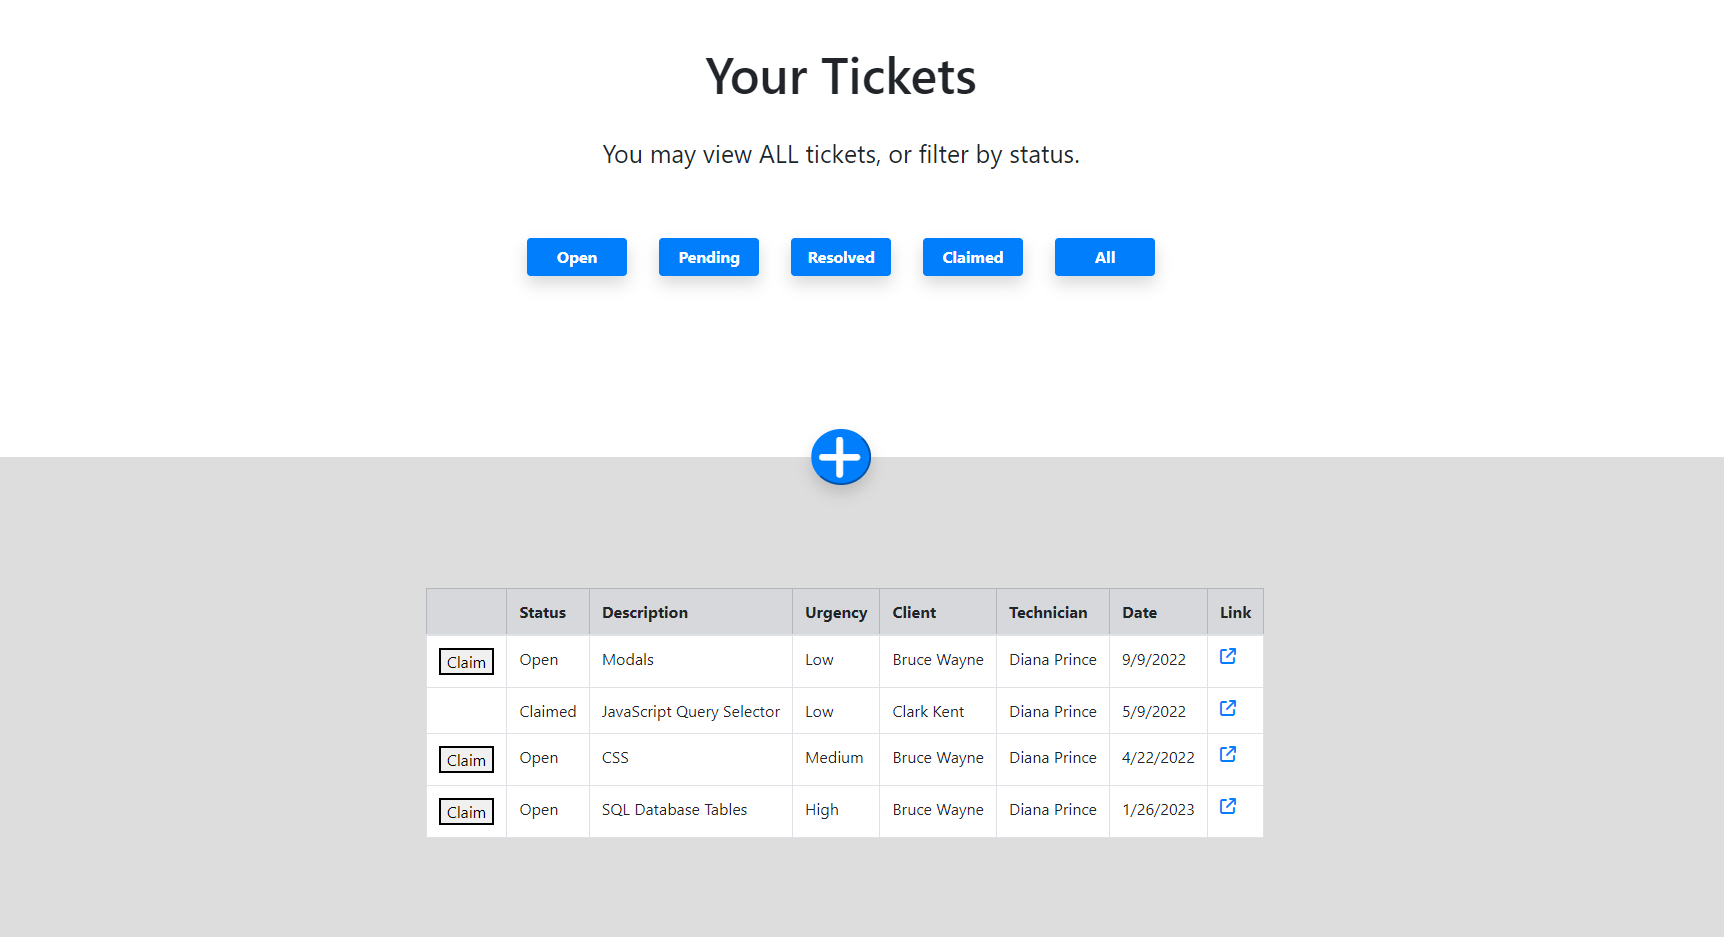 Your Tickets
You may view ALL tickets, or filter by status.
Open Pending Resolved Claimed All
Status Description Urgency Client Technician Date Link
Claim Open Modals Low Bruce Wayne Diana Prince 9/9/2022
Claimed JavaScript Query Selector Low Clark Kent Diana Prince 5/9/2022
Claim Open CSS Medium Bruce Wayne Diana Prince 4/22/2022
Claim Open SQL Database Tables High Bruce Wayne Diana Prince 1/26/2023